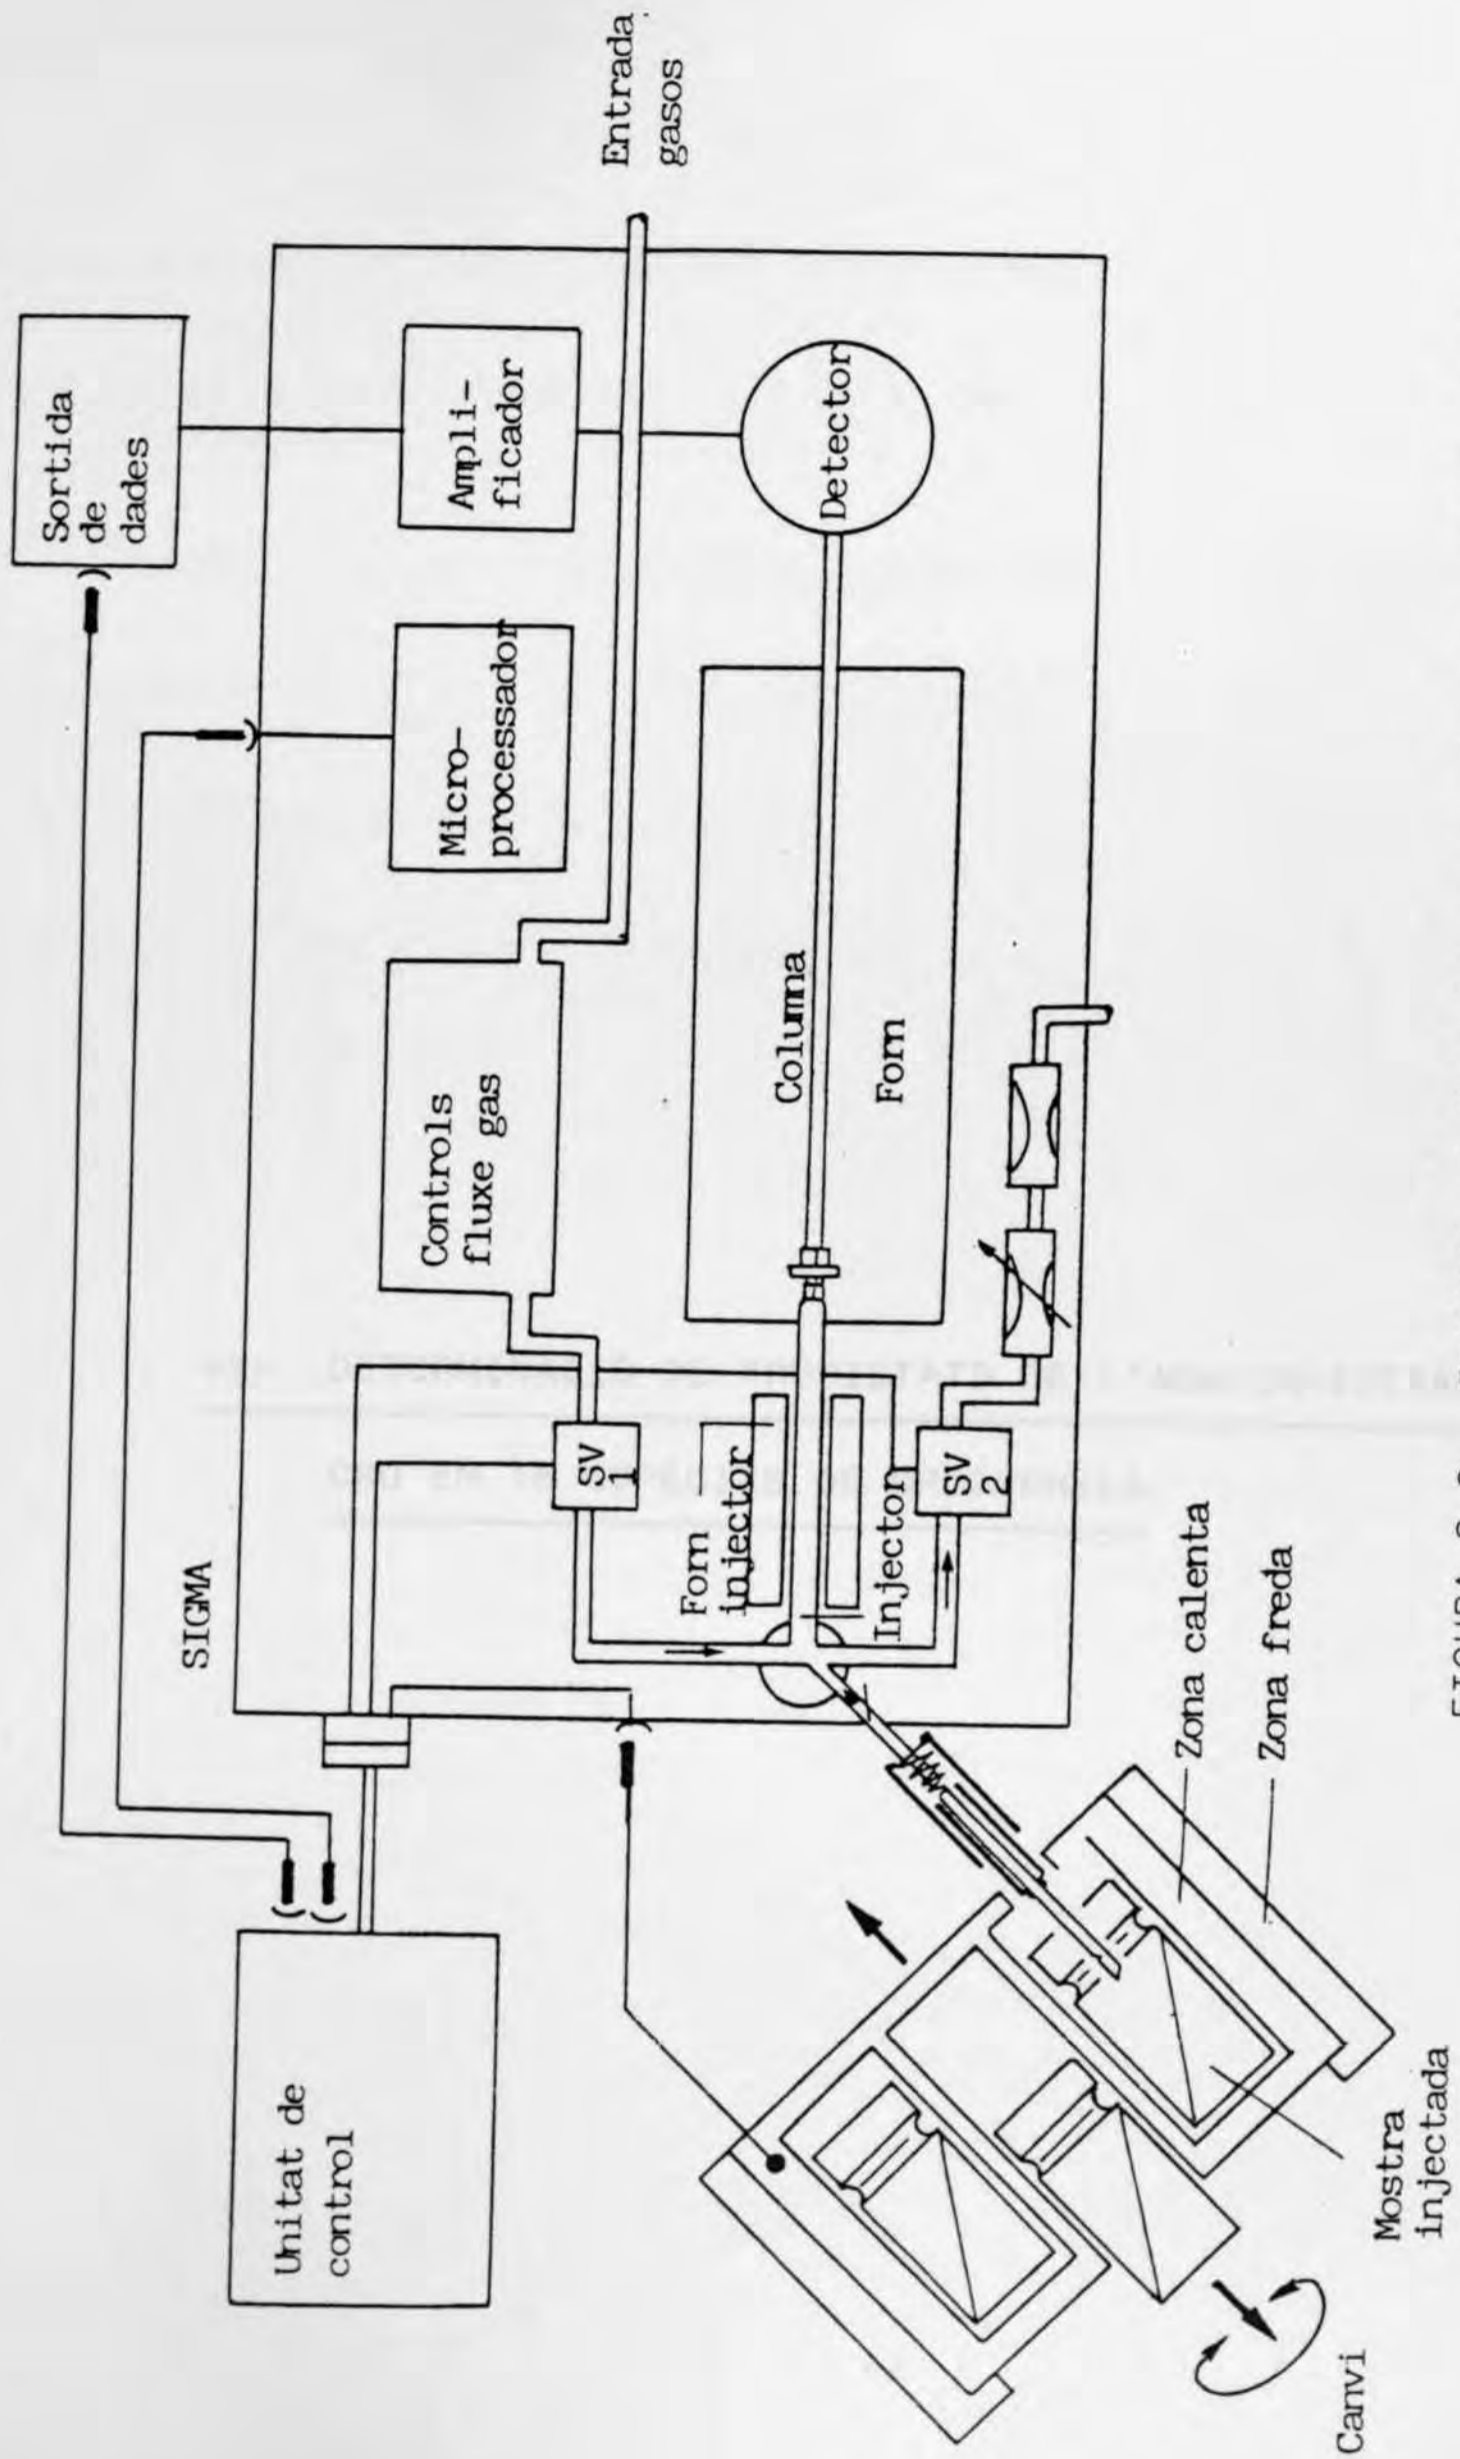 Sortida
de
dades
Entrada
gasos
Ampli-
ficador
Micro-
processador
Detector
Controls
fluxe gas
Columna
Forn
SIGMA
SV
1
Forn
injector
Injector
SV
2
Unitat de
control
Zona calenta
Zona freda
Mostra
injectada
Canvi